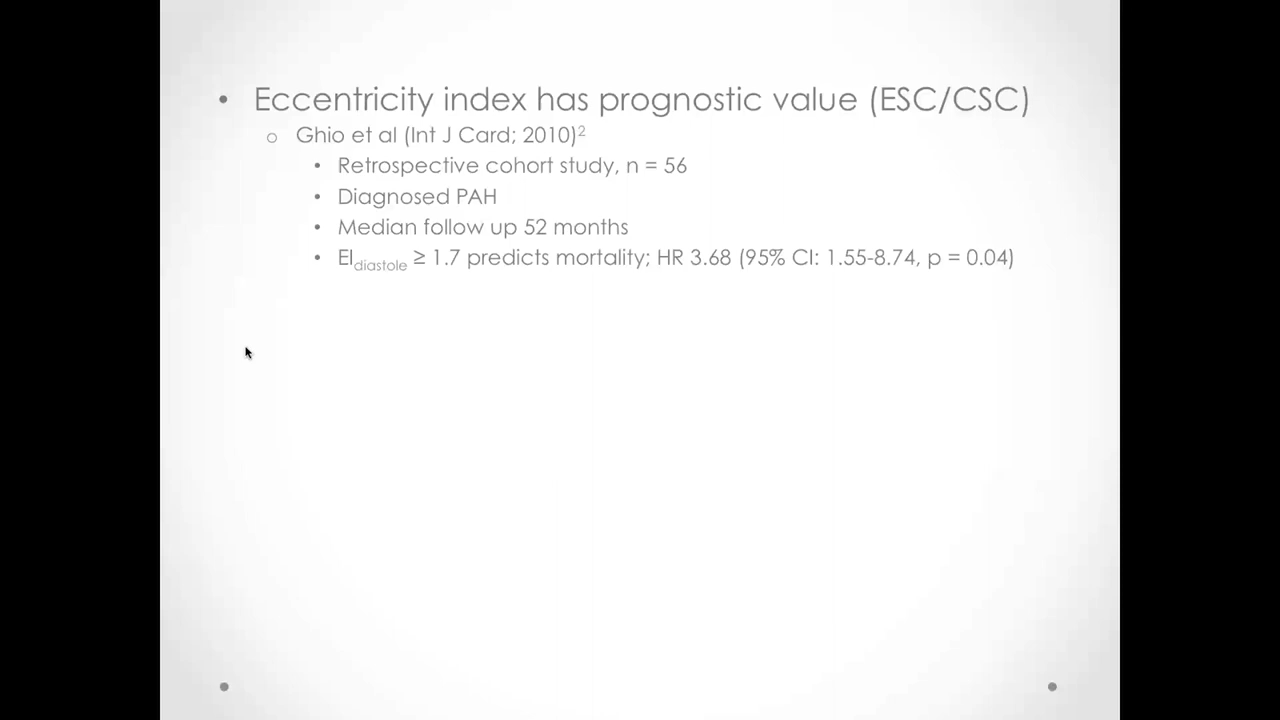 • Eccentricity index has prognostic value (ESC/CSC)
o Ghio et al (Int J Card; 2010)2
• Retrospective cohort study, n = 56
• Diagnosed PAH
• Median follow up 52 months
• EIdiastole ≥ 1.7 predicts mortality; HR 3.68 (95% CI: 1.55-8.74, p = 0.04)